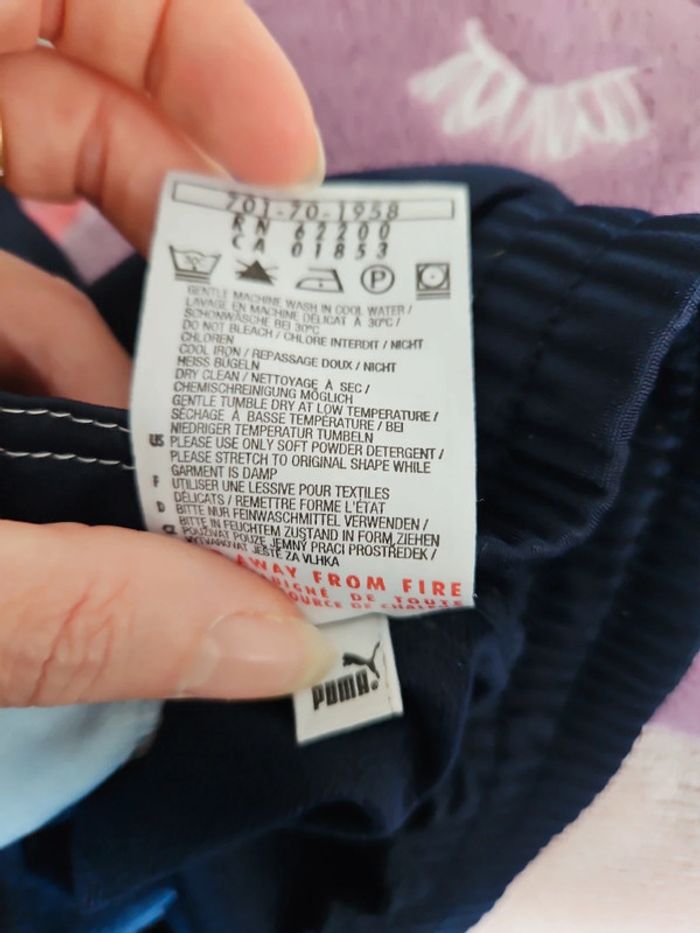 701-70-1958
RN 62200
CA 01853
P
GENTLE MACHINE WASH IN COOL WATER /
LAVAGE EN MACHINE DÉLICAT À 30°C /
SCHONWÄSCHE BEI 30°C
DO NOT BLEACH / CHLORE INTERDIT / NICHT
CHLOREN
COOL IRON / REPASSAGE DOUX / NICHT
HEISS BÜGELN
DRY CLEAN / NETTOYAGE À SEC /
CHEMISCHREINIGUNG MÖGLICH
GENTLE TUMBLE DRY AT LOW TEMPERATURE /
SÉCHAGE À BASSE TEMPÉRATURE / BEI
NIEDRIGER TEMPERATUR TUMBELN
US PLEASE USE ONLY SOFT POWDER DETERGENT /
PLEASE STRETCH TO ORIGINAL SHAPE WHILE
GARMENT IS DAMP
F UTILISER UNE LESSIVE POUR TEXTILES
DÉLICATS / REMETTRE FORME L'ÉTAT
D BITTE NUR FEINWASCHMITTEL VERWENDEN /
BITTE IN FEUCHTEM ZUSTAND IN FORM ZIEHEN
CZ POUŽÍVAT POUZE JEMNÝ PRACÍ PROSTŘEDEK /
JEŠTĚ ZA VLHKA
AWAY FROM FIRE
DE TOUTE
DE
PUMA